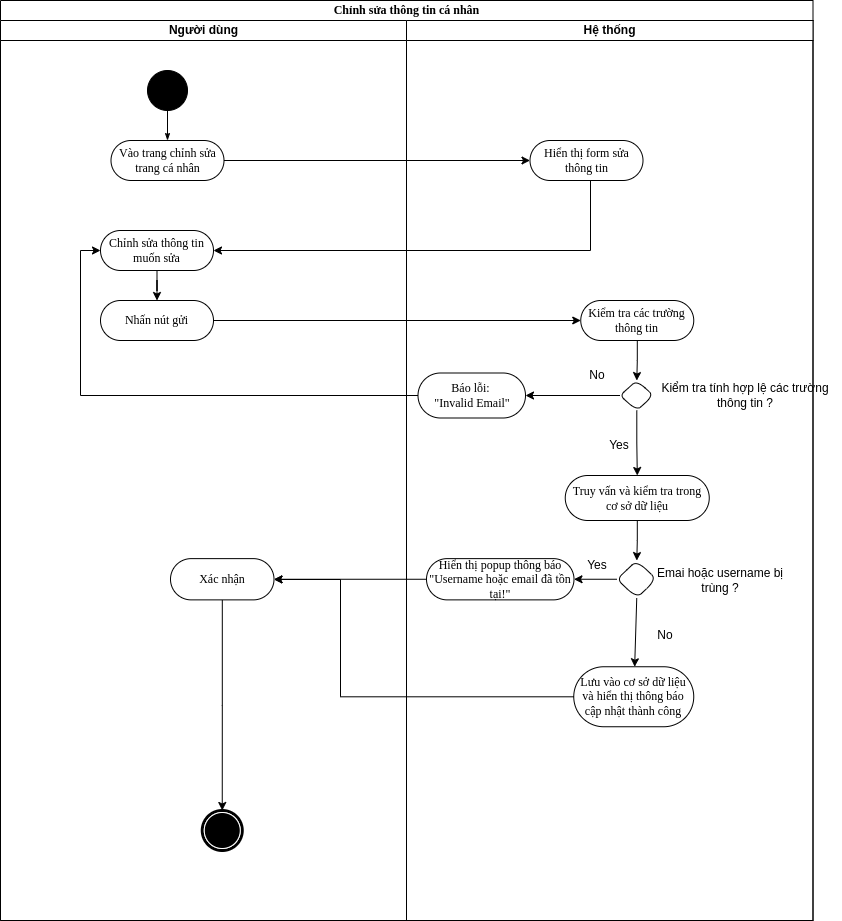 Chỉnh sửa thông tin cá nhân
Người dùng
Hệ thống
Vào trang chỉnh sửa
trang cá nhân
Hiển thị form sửa
thông tin
Chỉnh sửa thông tin
muốn sửa
Nhấn nút gửi
Kiểm tra các trường
thông tin
No
Báo lỗi:
"Invalid Email"
Kiểm tra tính hợp lệ các trường
thông tin ?
Yes
Truy vấn và kiểm tra trong
cơ sở dữ liệu
Xác nhận
Hiển thị popup thông báo
"Username hoặc email đã tồn
tại!"
Yes
Emai hoặc username bị
trùng ?
No
Lưu vào cơ sở dữ liệu
và hiển thị thông báo
cập nhật thành công